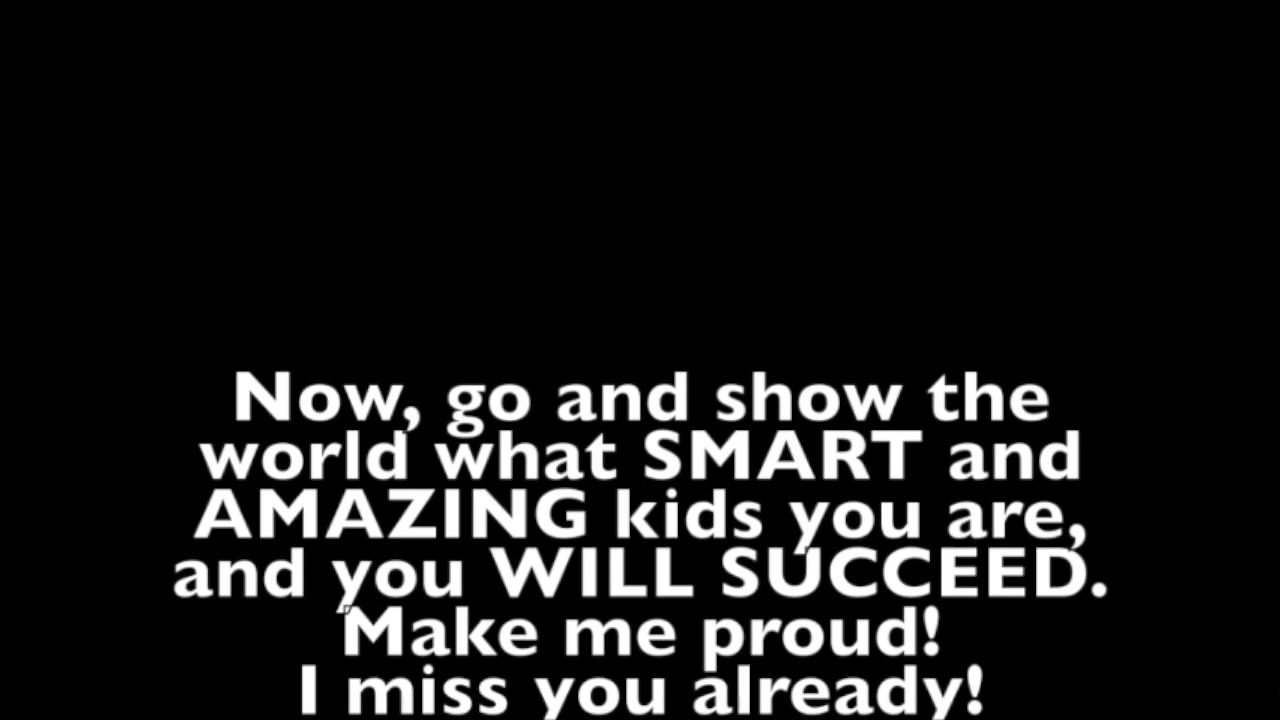 Now, go and show the
world what SMART and
AMAZING kids you are,
and you WILL SUCCEED.
Make me proud!
I miss you already!